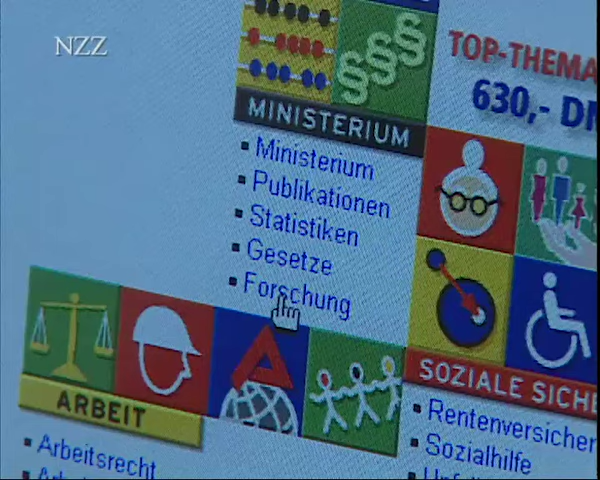 NZZ
§§§
TOP-THEMA
630,- D
MINISTERIUM
Ministerium
Publikationen
Statistiken
Gesetze
Forschung
SOZIALE SICHE
Rentenversicher
Sozialhilfe
ARBEIT
Arbeitsrecht